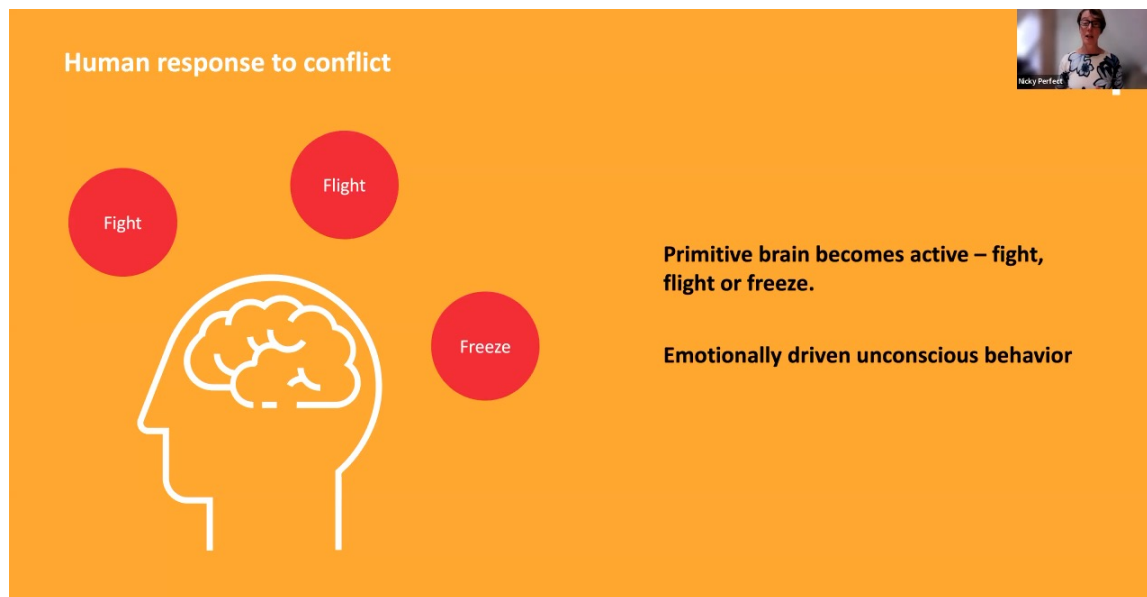 Human response to conflict
Nicky Perfect
Flight
Fight
Freeze
Primitive brain becomes active – fight,
flight or freeze.
Emotionally driven unconscious behavior